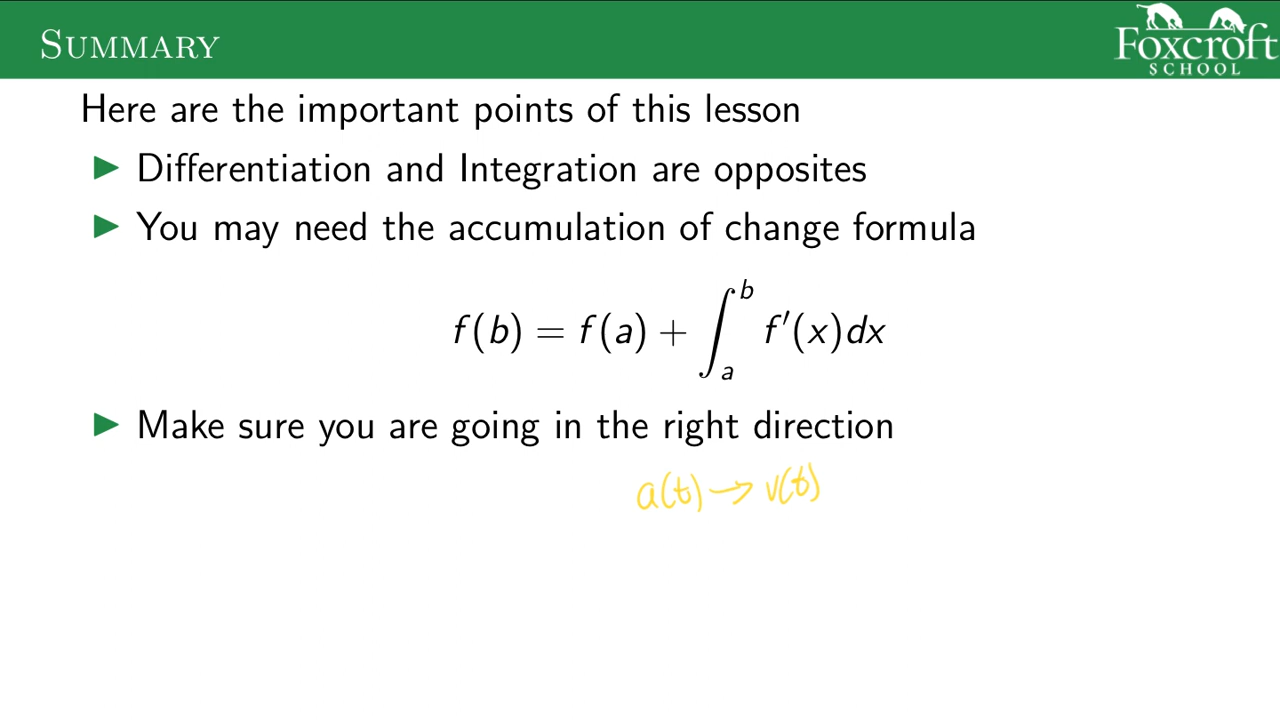 Summary
Foxcroft
SCHOOL
Here are the important points of this lesson
▶ Differentiation and Integration are opposites
▶ You may need the accumulation of change formula
f(b) = f(a) + ∫_a^b f′(x)dx
▶ Make sure you are going in the right direction
a(t) → v(t)